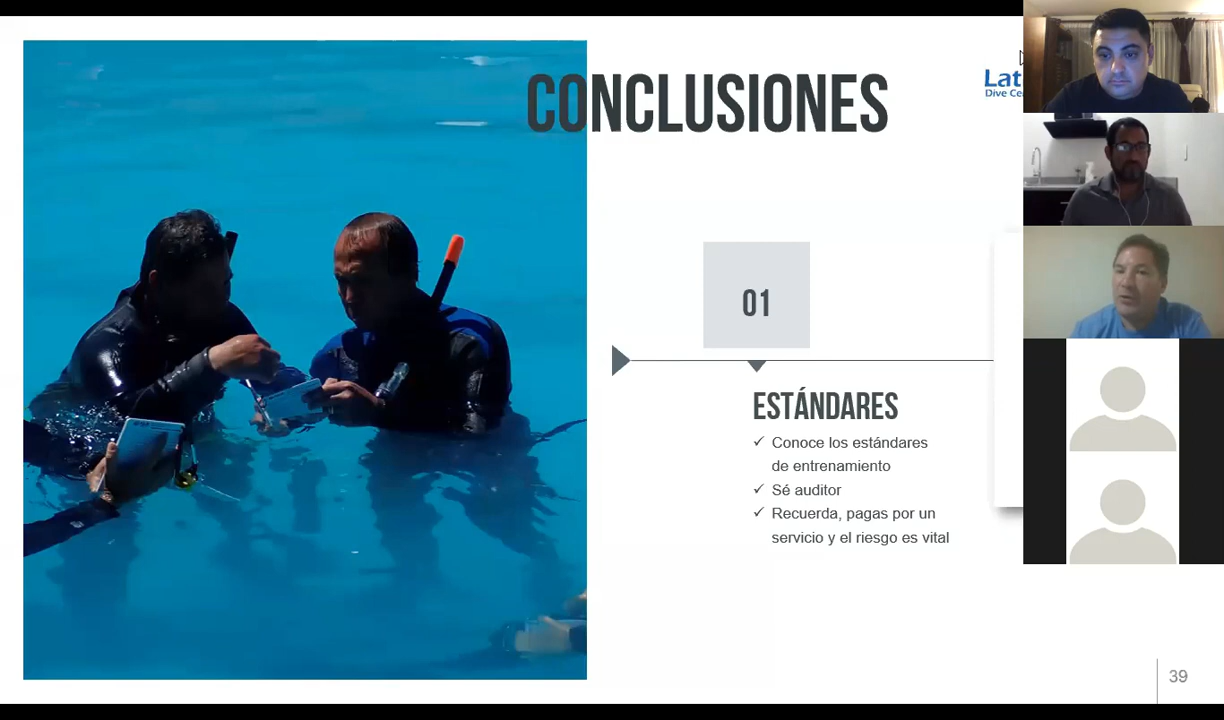 CONCLUSIONES
Lat
Dive Ce
01
ESTÁNDARES
✓ Conoce los estándares
de entrenamiento
✓ Sé auditor
✓ Recuerda, pagas por un
servicio y el riesgo es vital
39